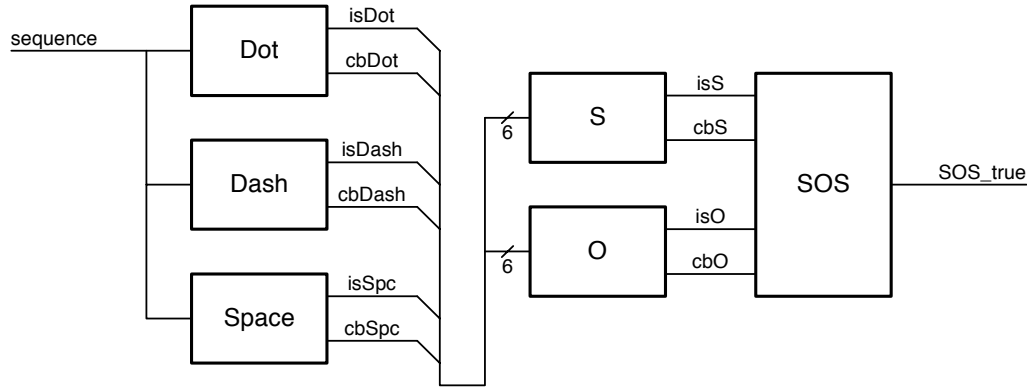 sequence
Dot
isDot
cbDot
Dash
isDash
cbDash
Space
isSpc
cbSpc
6
S
isS
cbS
6
O
isO
cbO
SOS
SOS_true